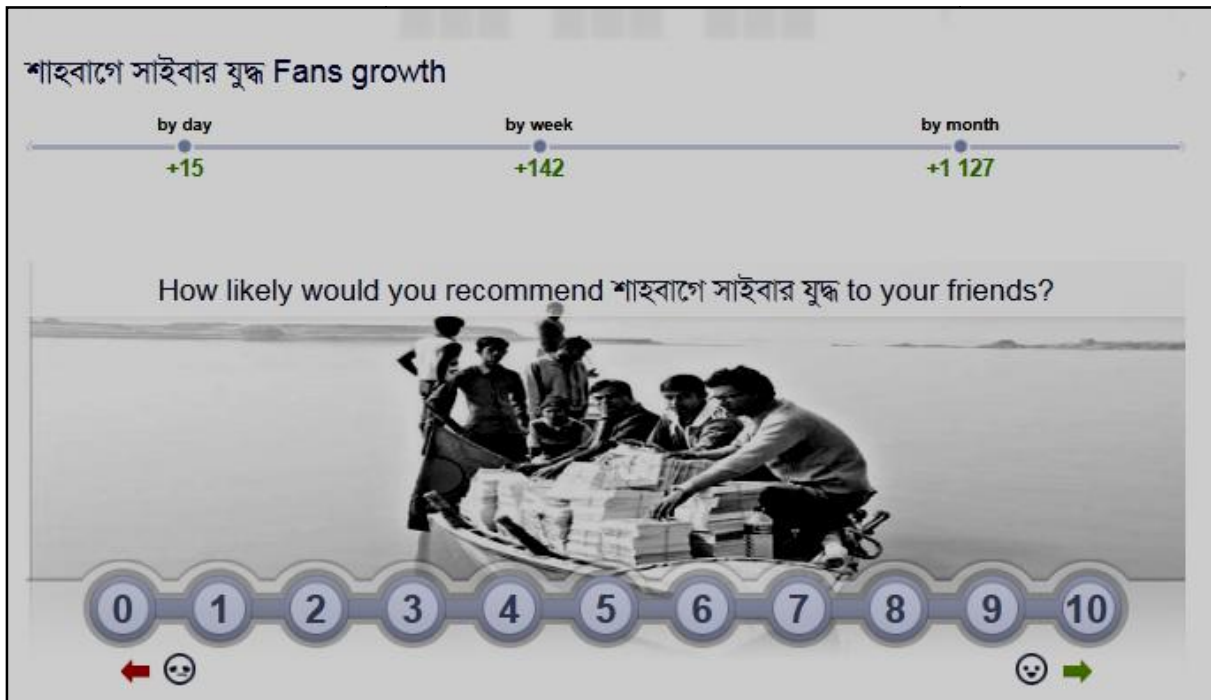 শাহবাগে সাইবার যুদ্ধ Fans growth
by day by week by month
+15 +142 +1 127
How likely would you recommend শাহবাগে সাইবার যুদ্ধ to your friends?
0 1 2 3 4 5 6 7 8 9 10